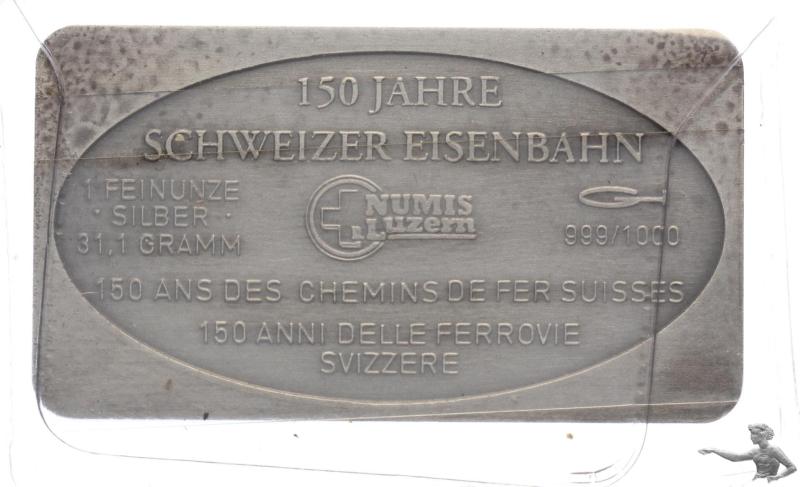 150 JAHRE
SCHWEIZER EISENBAHN
1 FEINUNZE
· SILBER ·
31,1 GRAMM
NUMIS
Luzern
999/1000
150 ANS DES CHEMINS DE FER SUISSES
150 ANNI DELLE FERROVIE
SVIZZERE